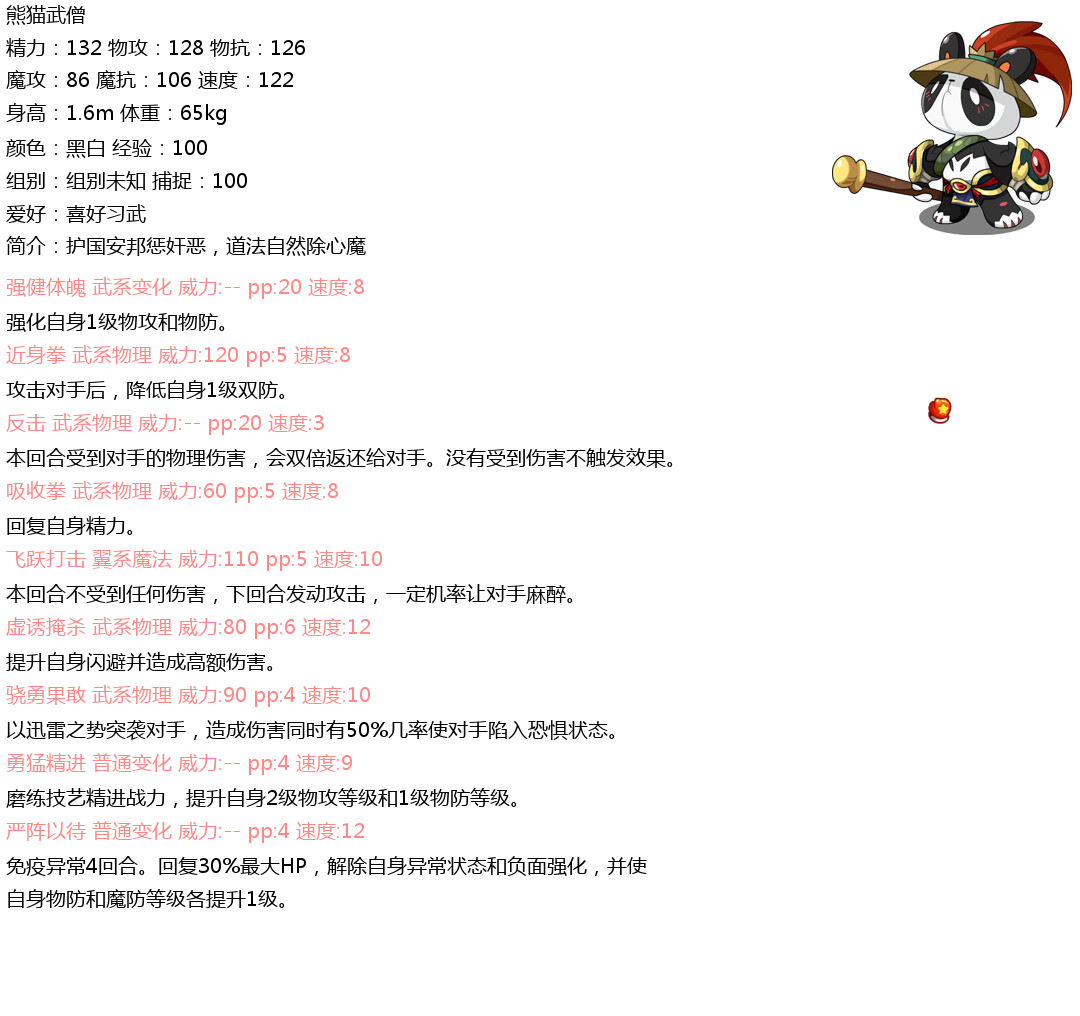 熊猫武僧
精力：132 物攻：128 物抗：126
魔攻：86 魔抗：106 速度：122
身高：1.6m 体重：65kg
颜色：黑白 经验：100
组别：组别未知 捕捉：100
爱好：喜好习武
简介：护国安邦惩奸恶，道法自然除心魔
强健体魄 武系变化 威力:-- pp:20 速度:8
强化自身1级物攻和物防。
近身拳 武系物理 威力:120 pp:5 速度:8
攻击对手后，降低自身1级双防。
反击 武系物理 威力:-- pp:20 速度:3
本回合受到对手的物理伤害，会双倍返还给对手。没有受到伤害不触发效果。
吸收拳 武系物理 威力:60 pp:5 速度:8
回复自身精力。
飞跃打击 翼系魔法 威力:110 pp:5 速度:10
本回合不受到任何伤害，下回合发动攻击，一定机率让对手麻醉。
虚诱掩杀 武系物理 威力:80 pp:6 速度:12
提升自身闪避并造成高额伤害。
骁勇果敢 武系物理 威力:90 pp:4 速度:10
以迅雷之势突袭对手，造成伤害同时有50%几率使对手陷入恐惧状态。
勇猛精进 普通变化 威力:-- pp:4 速度:9
磨练技艺精进战力，提升自身2级物攻等级和1级物防等级。
严阵以待 普通变化 威力:-- pp:4 速度:12
免疫异常4回合。回复30%最大HP，解除自身异常状态和负面强化，并使
自身物防和魔防等级各提升1级。